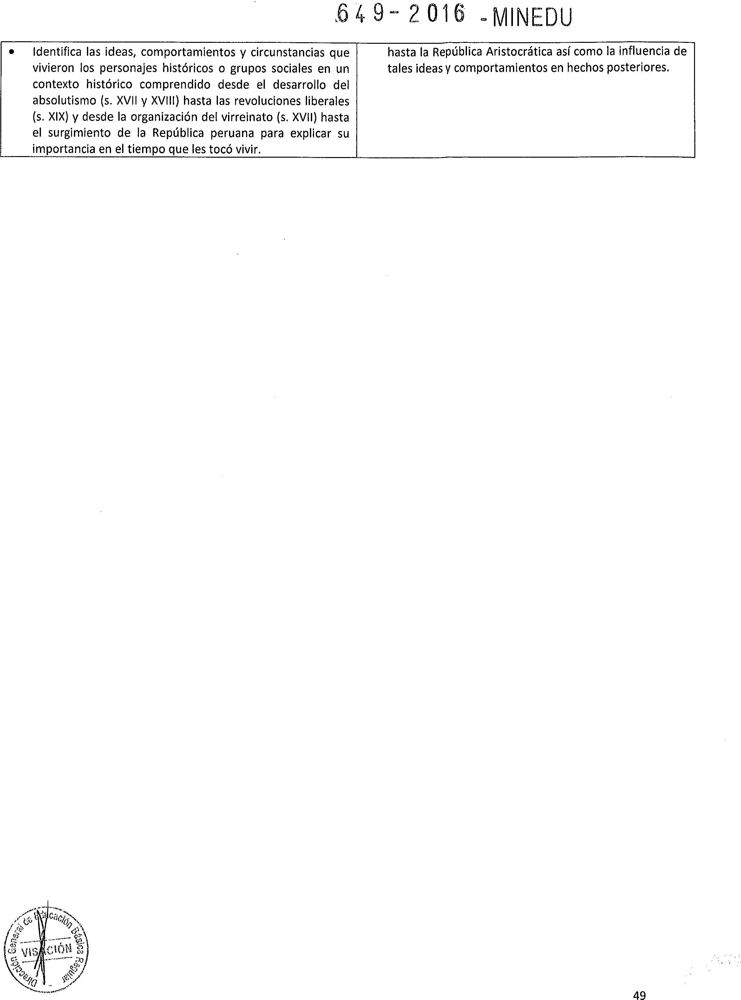 649-2016 -MINEDU
• Identifica las ideas, comportamientos y circunstancias que
vivieron los personajes históricos o grupos sociales en un
contexto histórico comprendido desde el desarrollo del
absolutismo (s. XVII y XVIII) hasta las revoluciones liberales
(s. XIX) y desde la organización del virreinato (s. XVII) hasta
el surgimiento de la República peruana para explicar su
importancia en el tiempo que les tocó vivir.
hasta la República Aristocrática así como la influencia de
tales ideas y comportamientos en hechos posteriores.
Dirección General de Educación Básica Regular
VISACIÓN
49